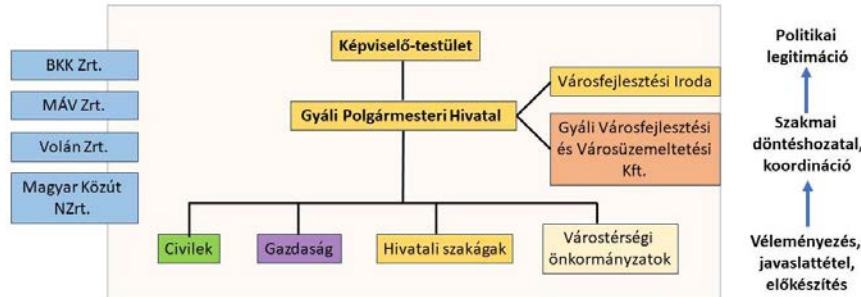 BKK Zrt.
MÁV Zrt.
Volán Zrt.
Magyar Közút
NZrt.
Képviselő-testület
Gyáli Polgármesteri Hivatal
Városfejlesztési Iroda
Gyáli Városfejlesztési
és Városüzemeltetési
Kft.
Civilek
Gazdaság
Hivatali szakágak
Várostérségi
önkormányzatok
Politikai
legitimáció
Szakmai
döntéshozatal,
koordináció
Véleményezés,
javaslattétel,
előkészítés